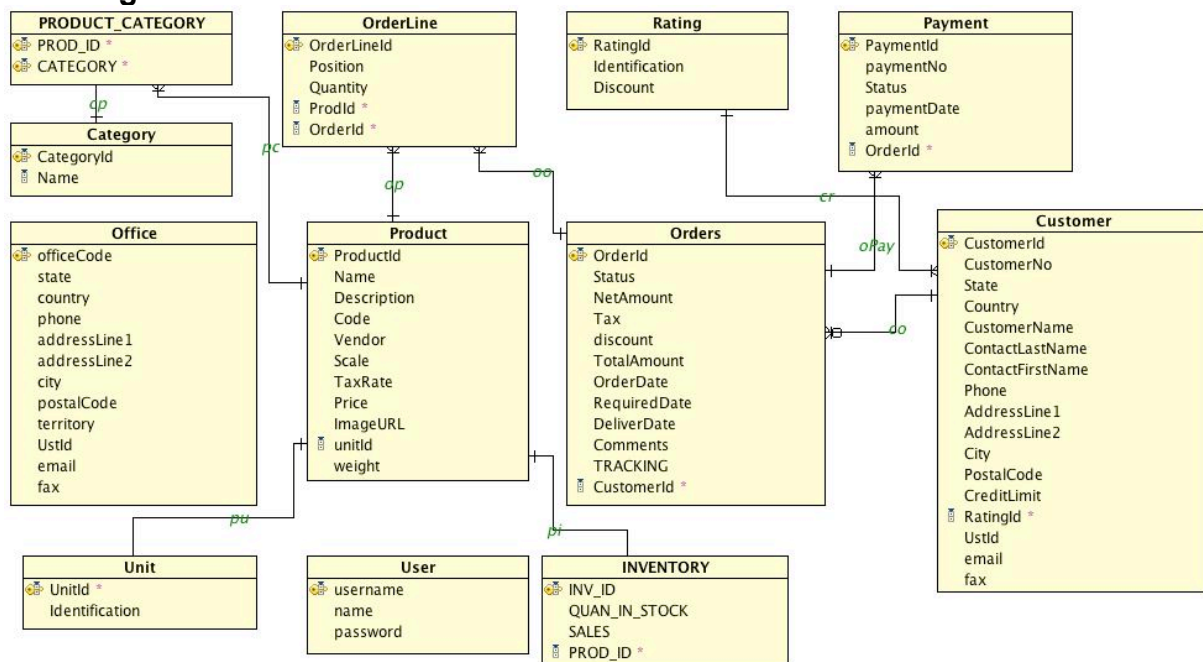 PRODUCT_CATEGORY
PROD_ID *
CATEGORY *
op
Category
CategoryId
Name
pc
OrderLine
OrderLineId
Position
Quantity
ProdId *
OrderId *
op
oo
Rating
RatingId
Identification
Discount
cr
Payment
PaymentId
paymentNo
Status
paymentDate
amount
OrderId *
oPay
Office
officeCode
state
country
phone
addressLine1
addressLine2
city
postalCode
territory
UstId
email
fax
Product
ProductId
Name
Description
Code
Vendor
Scale
TaxRate
Price
ImageURL
unitId
weight
Orders
OrderId
Status
NetAmount
Tax
discount
TotalAmount
OrderDate
RequiredDate
DeliverDate
Comments
TRACKING
CustomerId *
Customer
CustomerId
CustomerNo
State
Country
CustomerName
ContactLastName
ContactFirstName
Phone
AddressLine1
AddressLine2
City
PostalCode
CreditLimit
RatingId *
UstId
email
fax
pu
pi
Unit
UnitId *
Identification
User
username
name
password
INVENTORY
INV_ID
QUAN_IN_STOCK
SALES
PROD_ID *